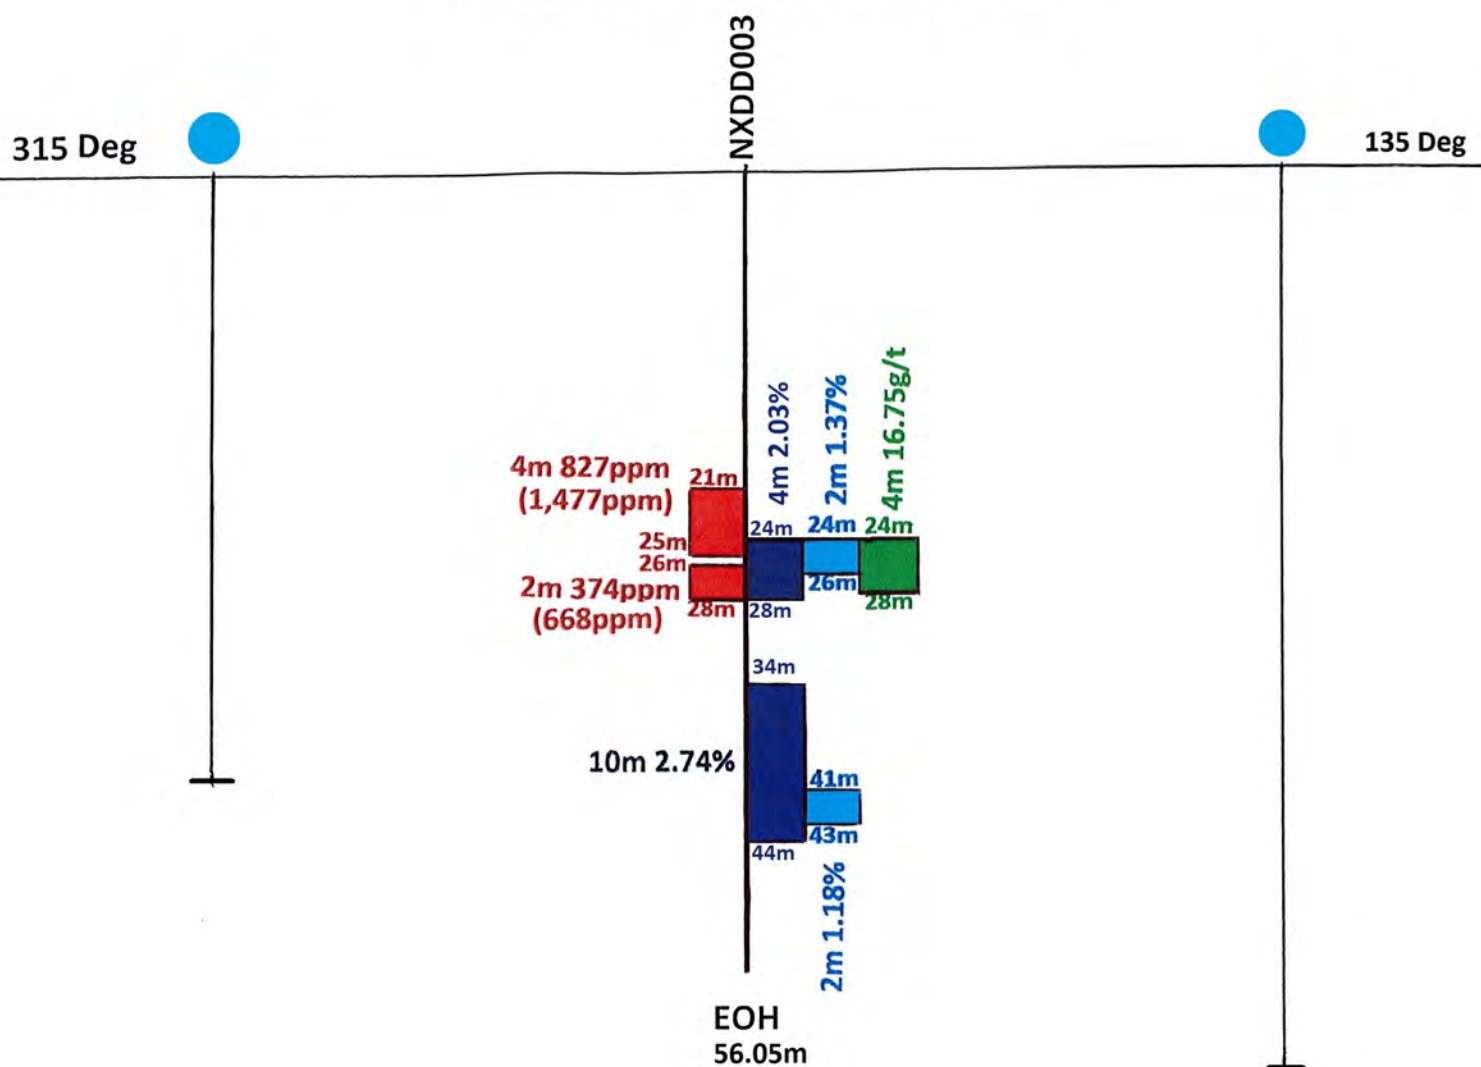 NXDD003
315 Deg
135 Deg
4m 827ppm
(1,477ppm)
21m
25m
26m
2m 374ppm
(668ppm)
28m
4m 2.03%
2m 1.37%
4m 16.75g/t
24m
24m
24m
28m
26m
28m
34m
10m 2.74%
44m
41m
43m
2m 1.18%
EOH
56.05m